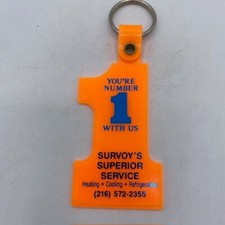 YOU'RE
NUMBER
1
WITH US
SURVOY'S
SUPERIOR
SERVICE
Heating • Cooling • Refrigeration
(216) 572-2355